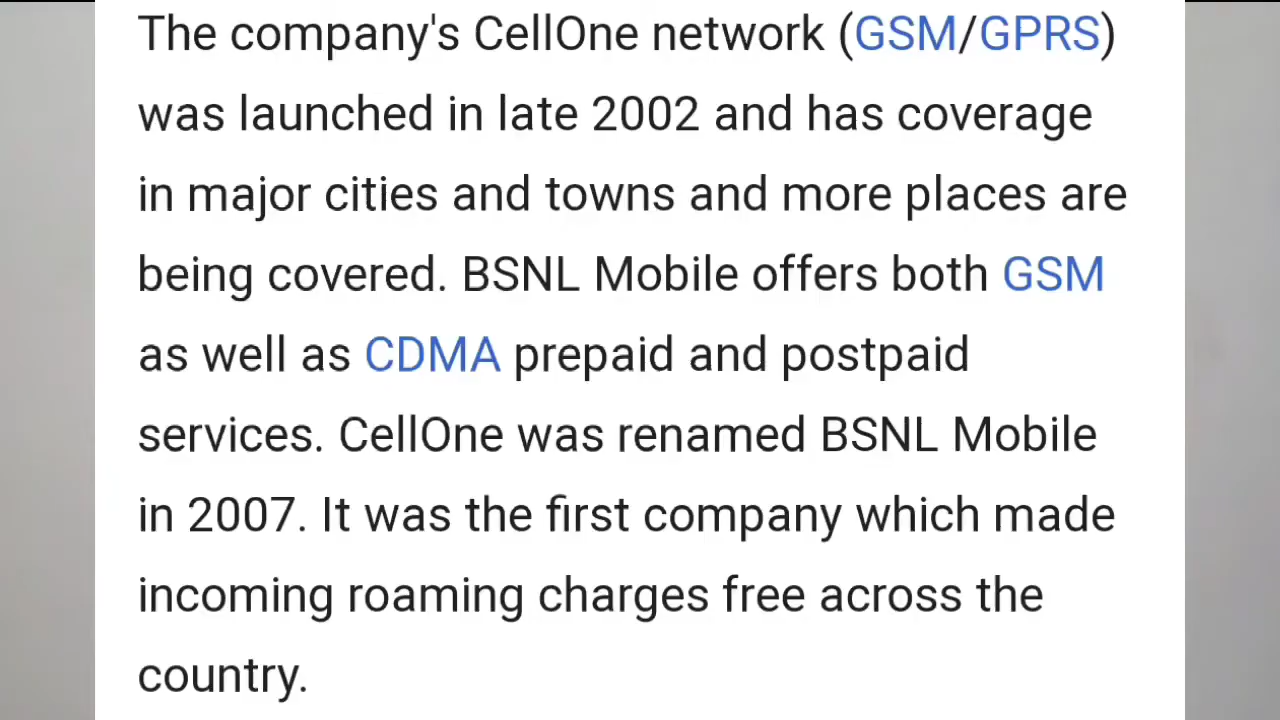 The company's CellOne network (GSM/GPRS)
was launched in late 2002 and has coverage
in major cities and towns and more places are
being covered. BSNL Mobile offers both GSM
as well as CDMA prepaid and postpaid
services. CellOne was renamed BSNL Mobile
in 2007. It was the first company which made
incoming roaming charges free across the
country.